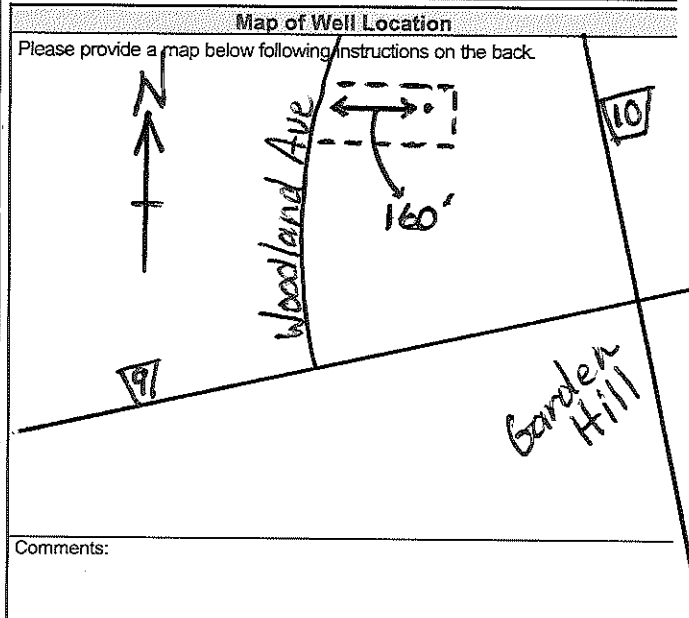 Map of Well Location
Please provide a map below following instructions on the back.
N
10
Woodland Ave
160'
9
Garden
Hill
Comments: